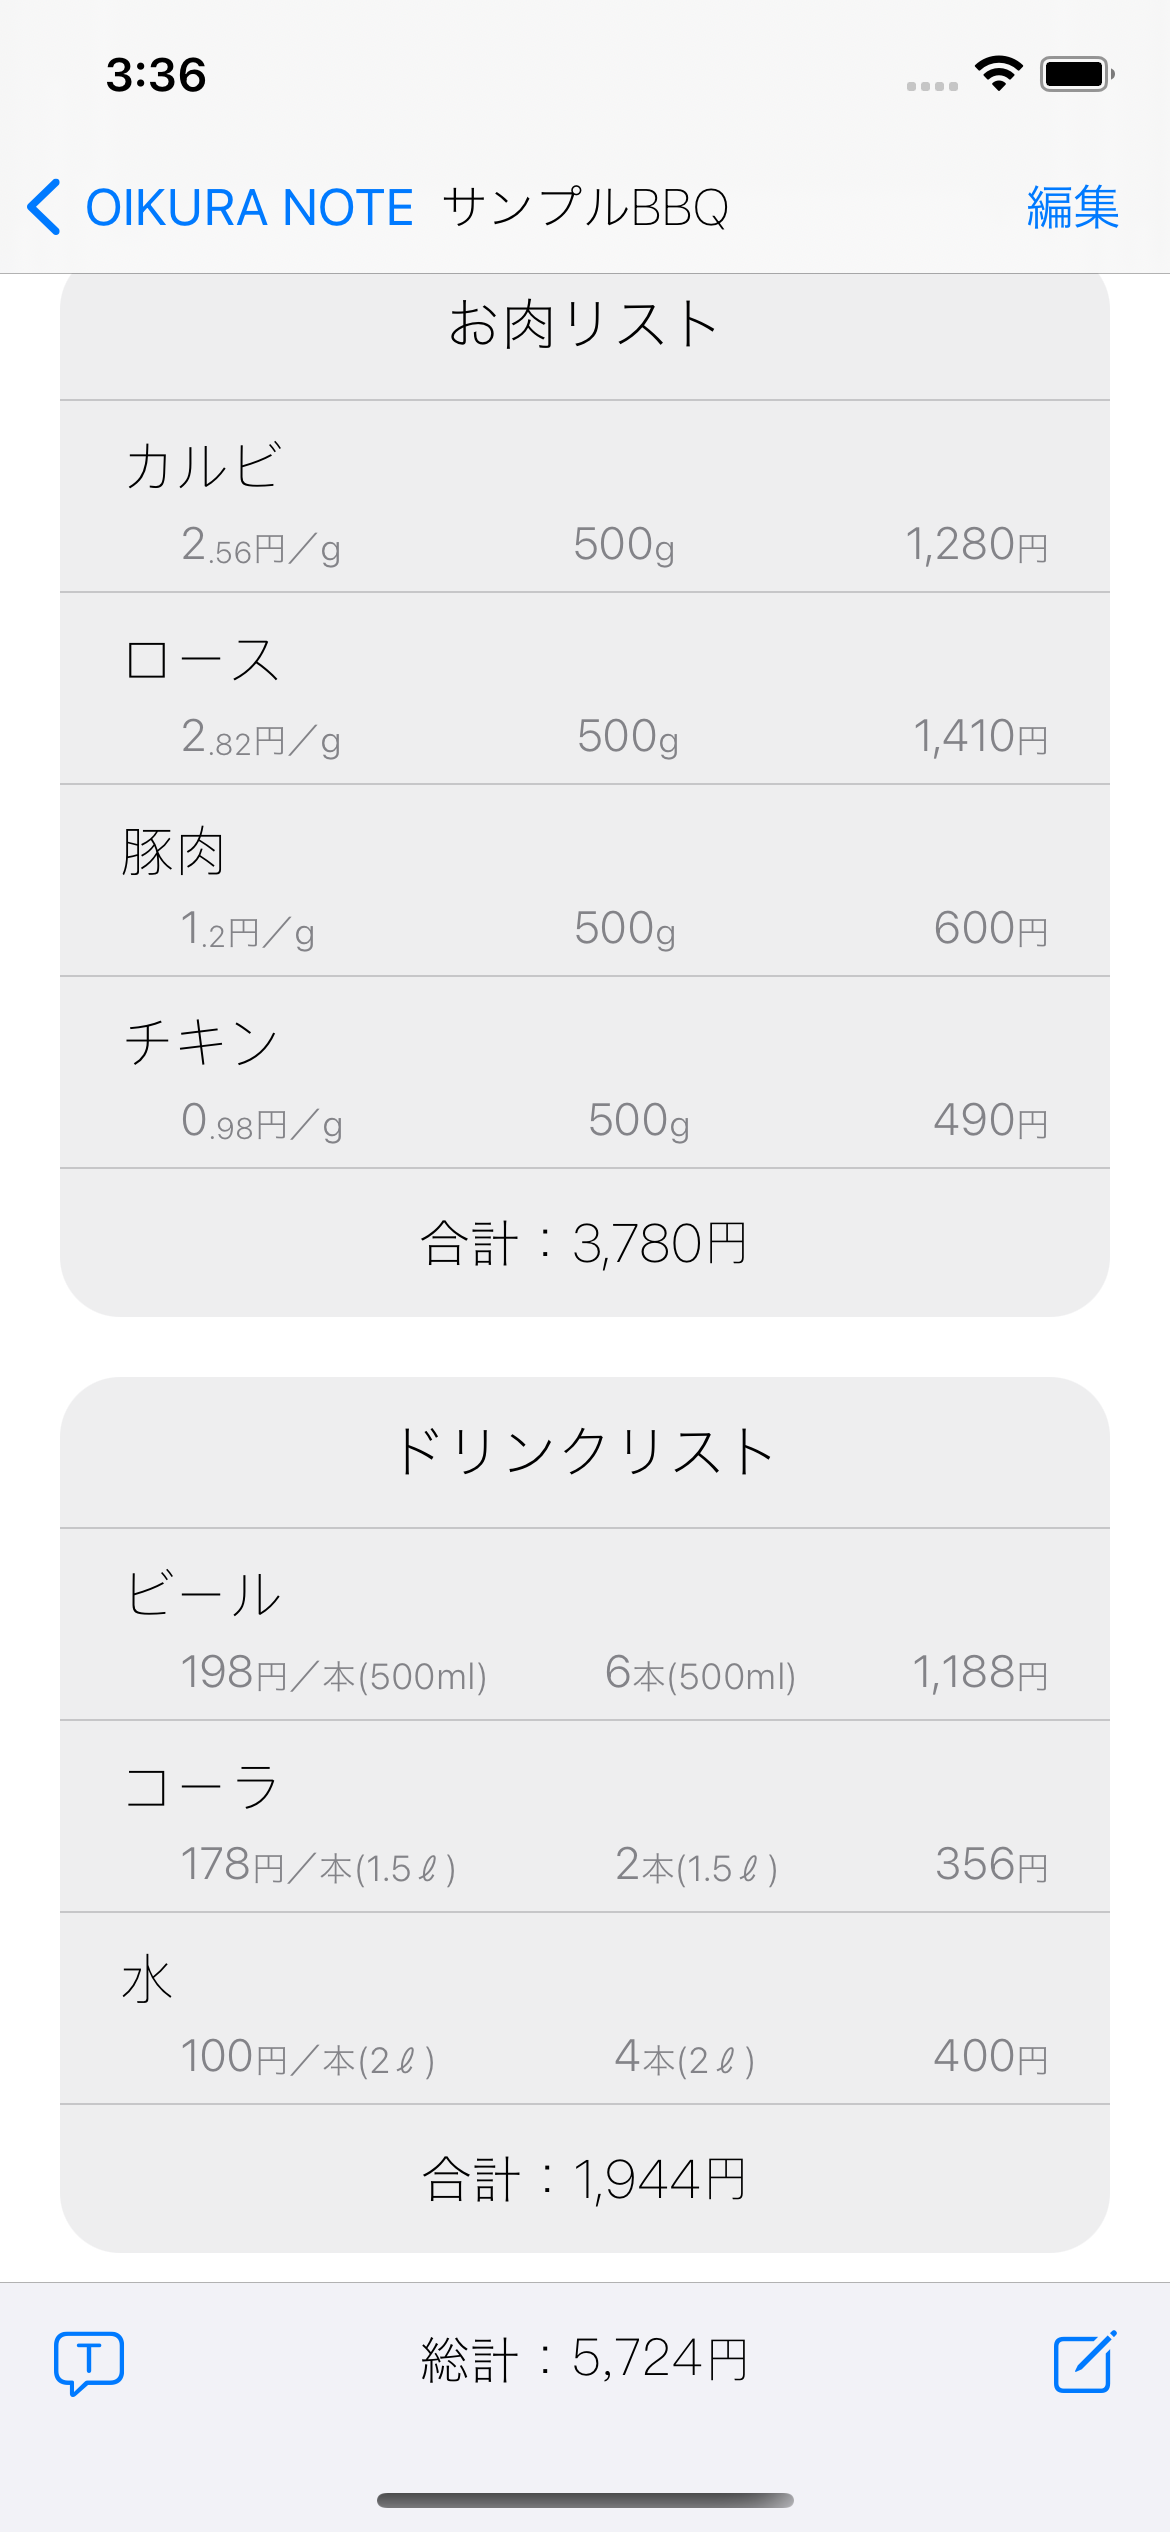 3:36
OIKURA NOTE サンプルBBQ 編集
お肉リスト
カルビ
2.56円／g 500g 1,280円
ロース
2.82円／g 500g 1,410円
豚肉
1.2円／g 500g 600円
チキン
0.98円／g 500g 490円
合計：3,780円
ドリンクリスト
ビール
198円／本(500ml) 6本(500ml) 1,188円
コーラ
178円／本(1.5ℓ) 2本(1.5ℓ) 356円
水
100円／本(2ℓ) 4本(2ℓ) 400円
合計：1,944円
T 総計：5,724円